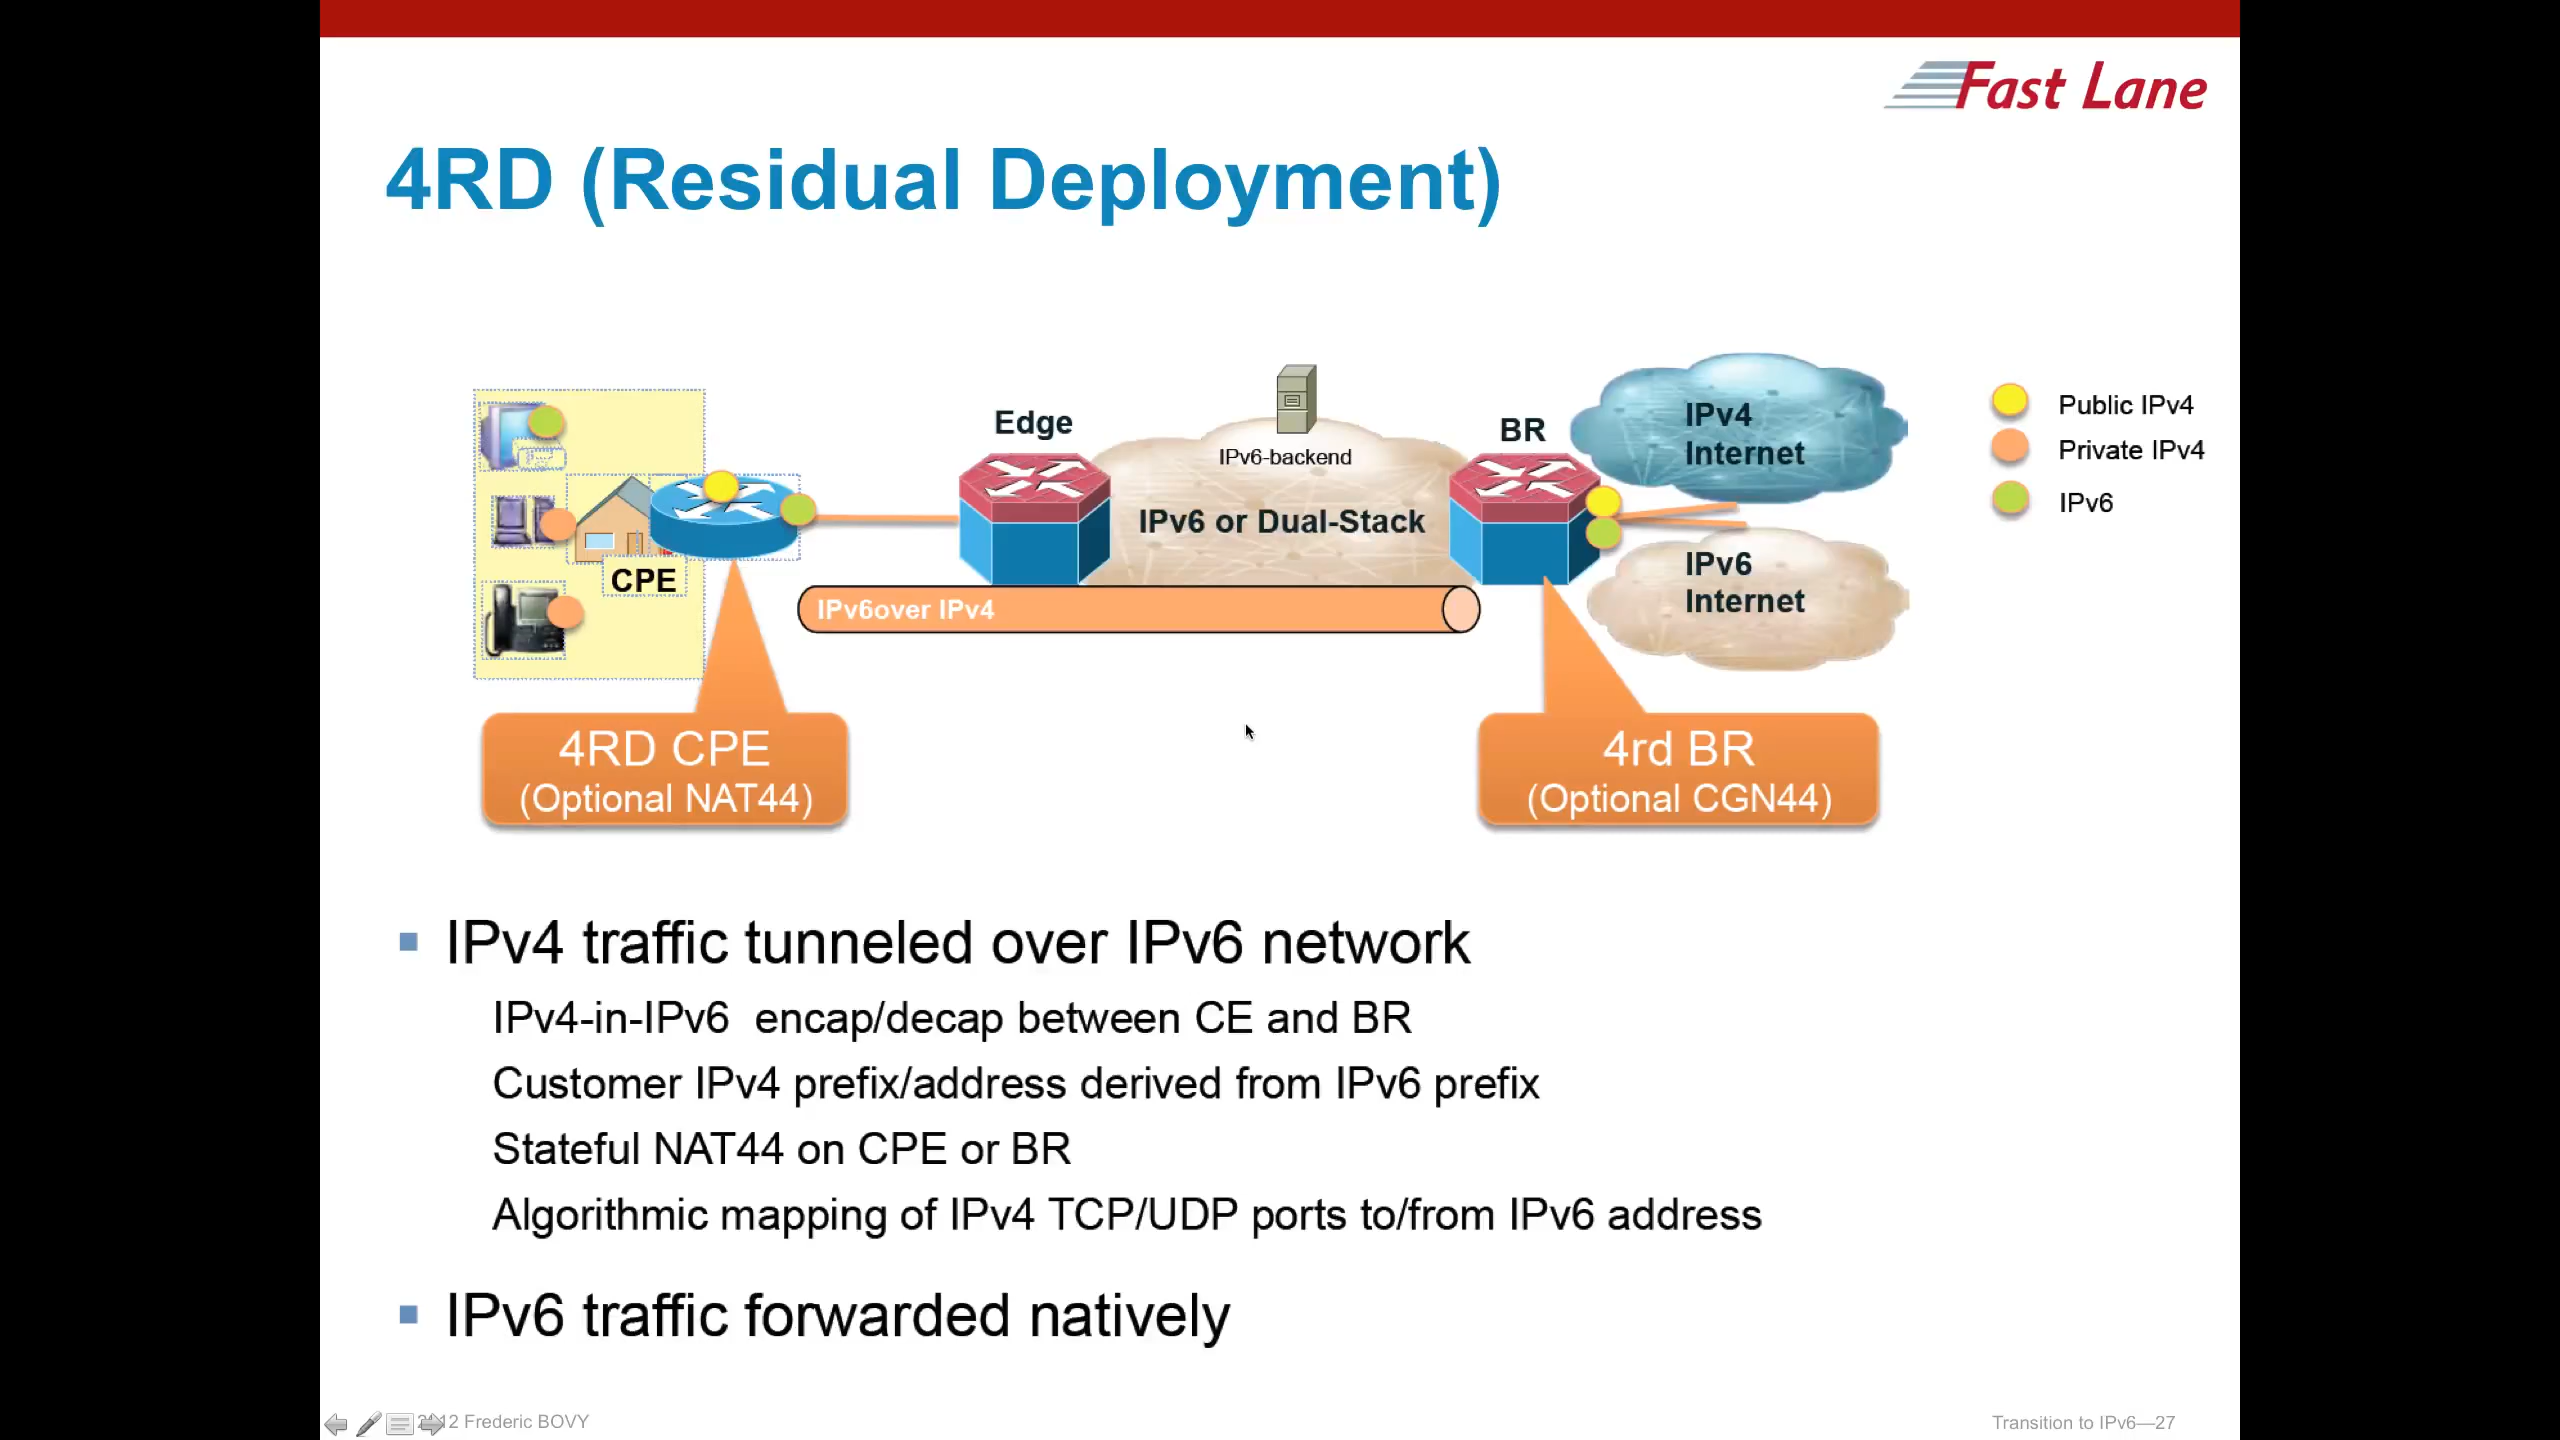 Fast Lane
4RD (Residual Deployment)
Edge
IPv6-backend
IPv6 or Dual-Stack
BR
IPv4
Internet
IPv6
Internet
Public IPv4
Private IPv4
IPv6
CPE
IPv6over IPv4
4RD CPE
(Optional NAT44)
4rd BR
(Optional CGN44)
IPv4 traffic tunneled over IPv6 network
IPv4-in-IPv6 encap/decap between CE and BR
Customer IPv4 prefix/address derived from IPv6 prefix
Stateful NAT44 on CPE or BR
Algorithmic mapping of IPv4 TCP/UDP ports to/from IPv6 address
IPv6 traffic forwarded natively
2012 Frederic BOVY
Transition to IPv6—27